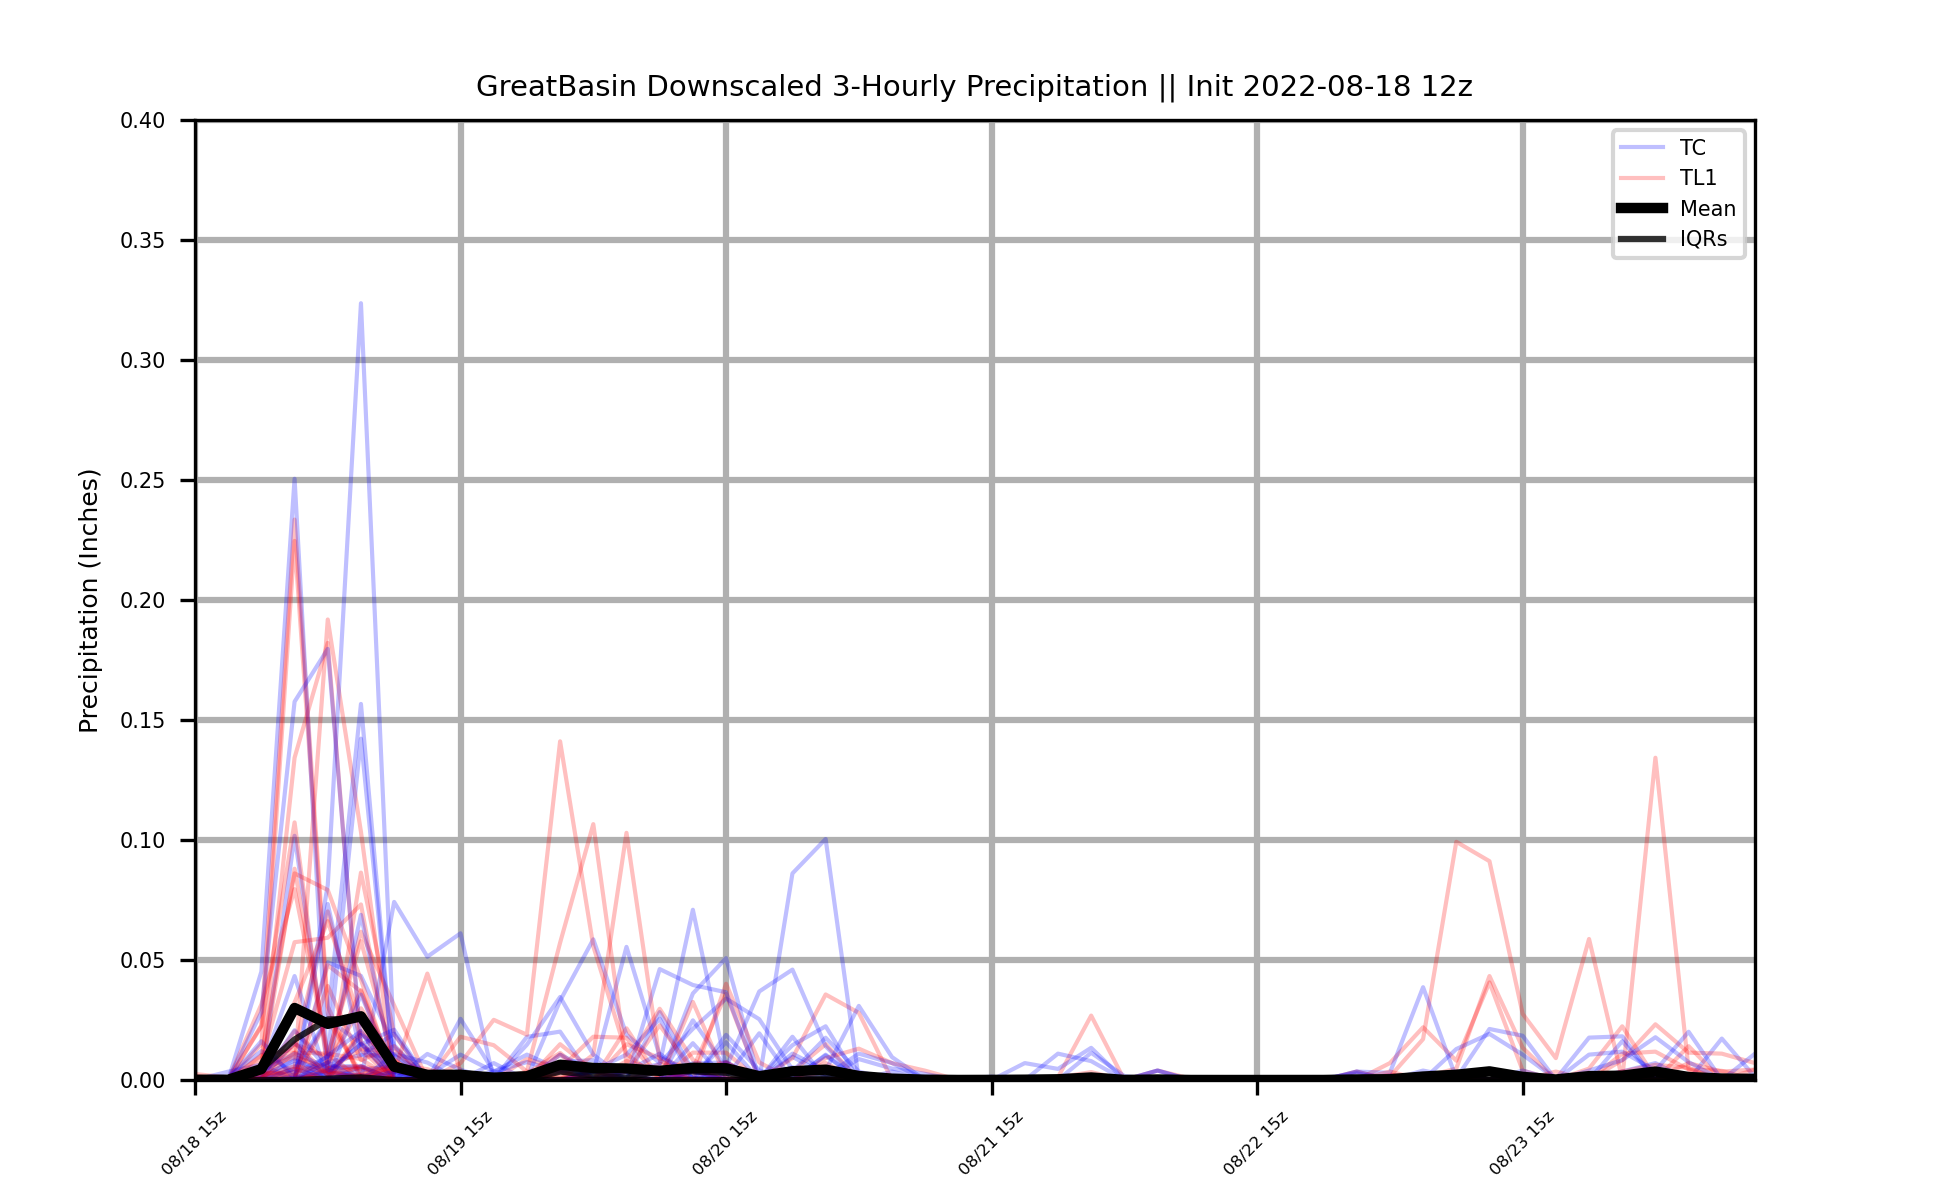 GreatBasin Downscaled 3-Hourly Precipitation || Init 2022-08-18 12z
Precipitation (Inches)
0.40
0.35
0.30
0.25
0.20
0.15
0.10
0.05
0.00
TC
TL1
Mean
IQRs
08/18 15z
08/19 15z
08/20 15z
08/21 15z
08/22 15z
08/23 15z